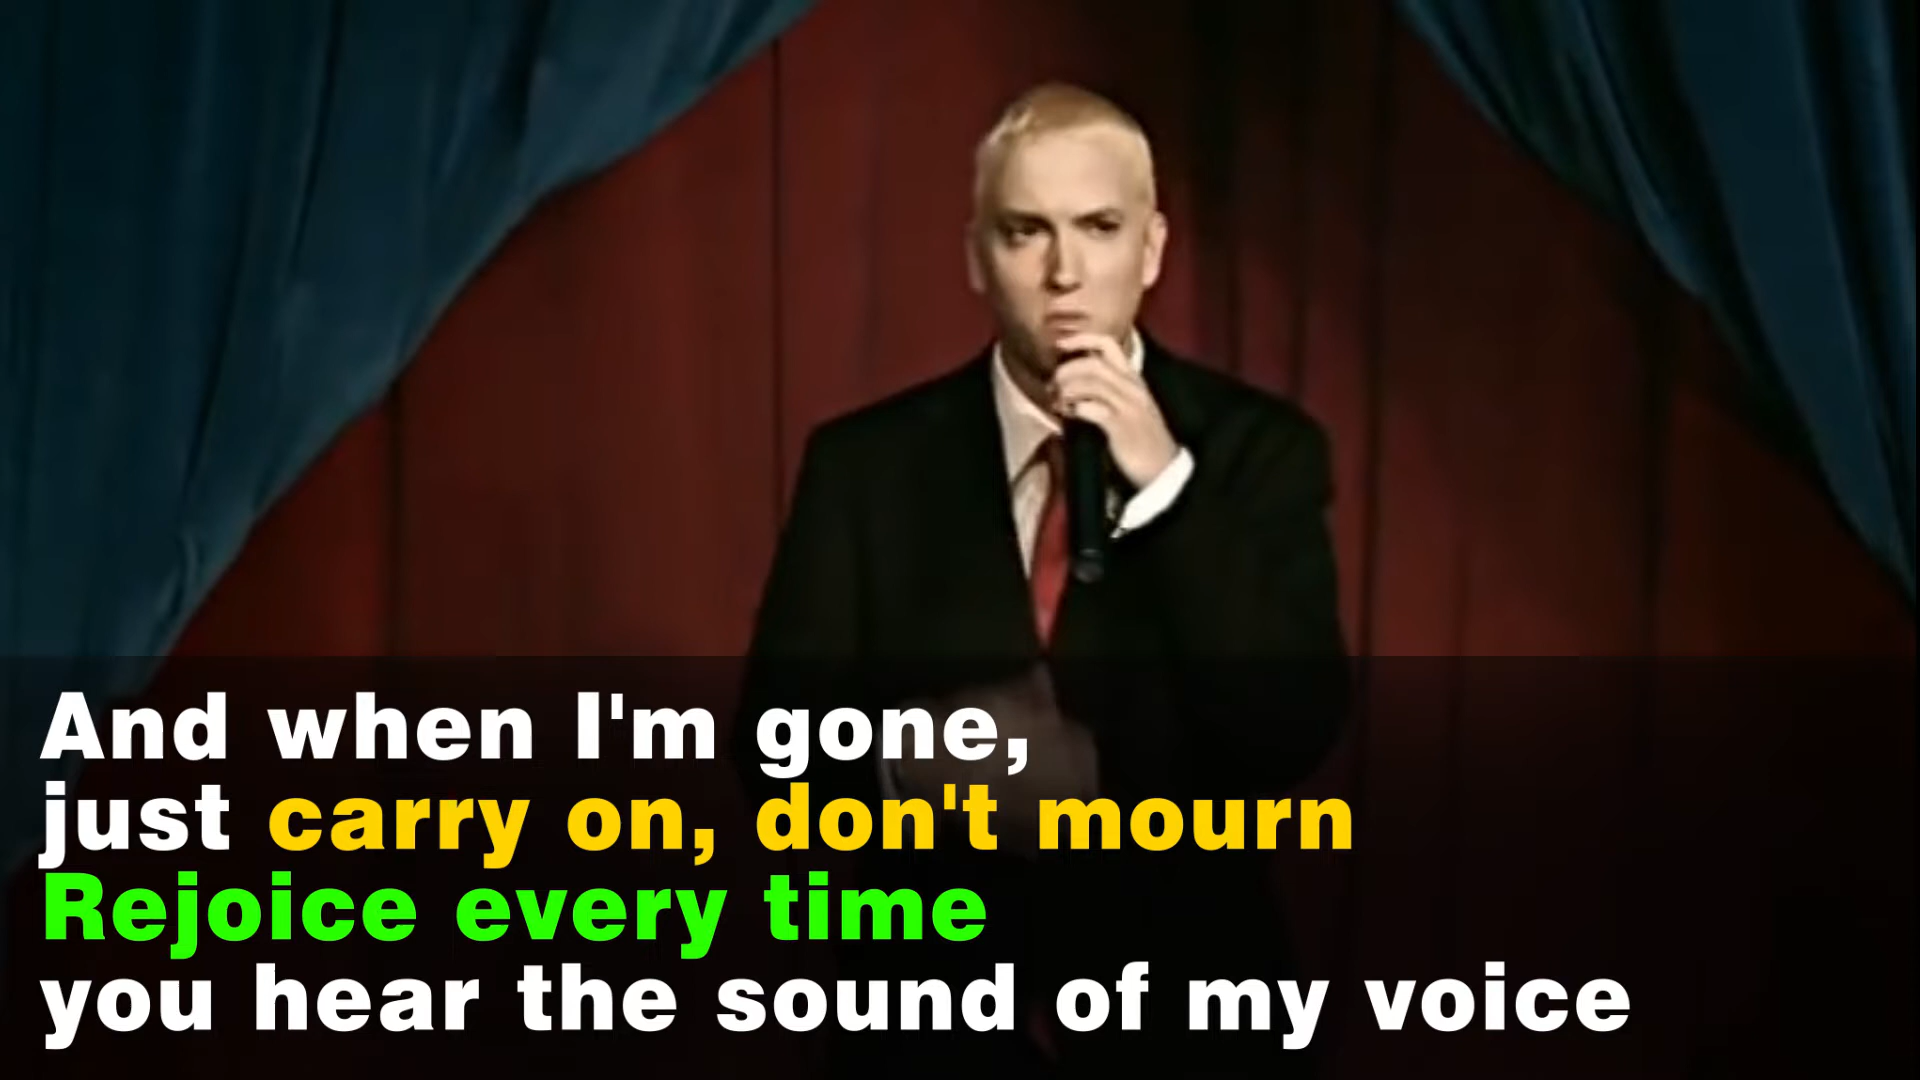 And when I'm gone,
just carry on, don't mourn
Rejoice every time
you hear the sound of my voice